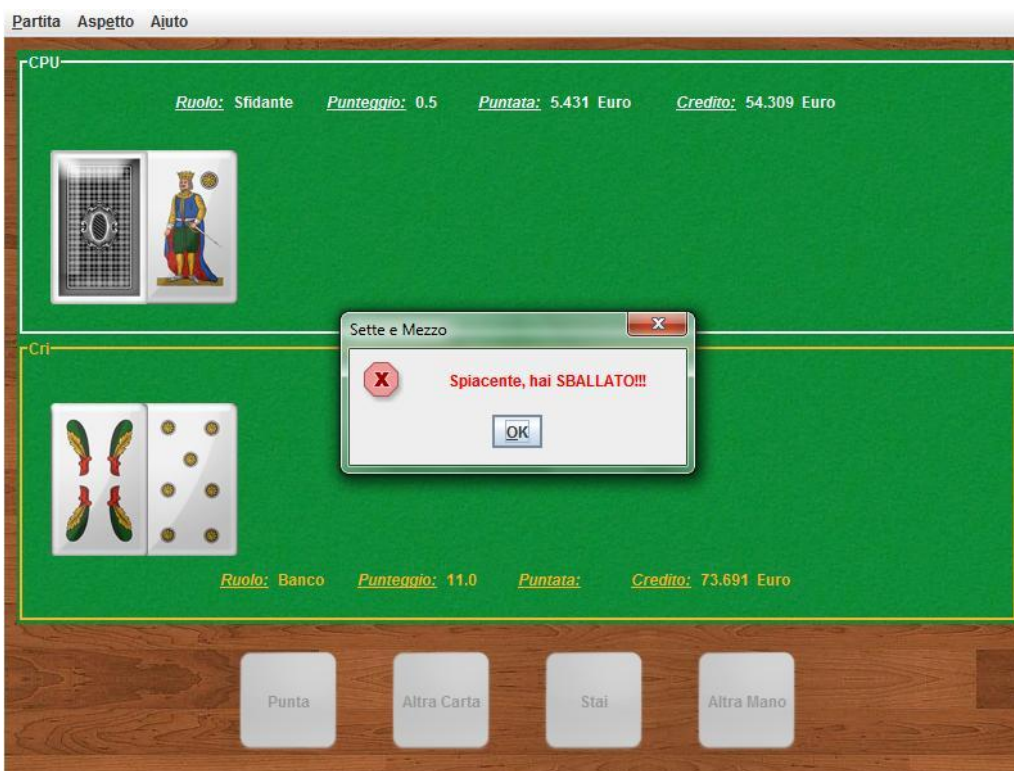 Partita Aspetto Aiuto
CPU
Ruolo: Sfidante Punteggio: 0.5 Puntata: 5.431 Euro Credito: 54.309 Euro
Sette e Mezzo
Spiacente, hai SBALLATO!!!
OK
Cri
Ruolo: Banco Punteggio: 11.0 Puntata: Credito: 73.691 Euro
Punta Altra Carta Stai Altra Mano